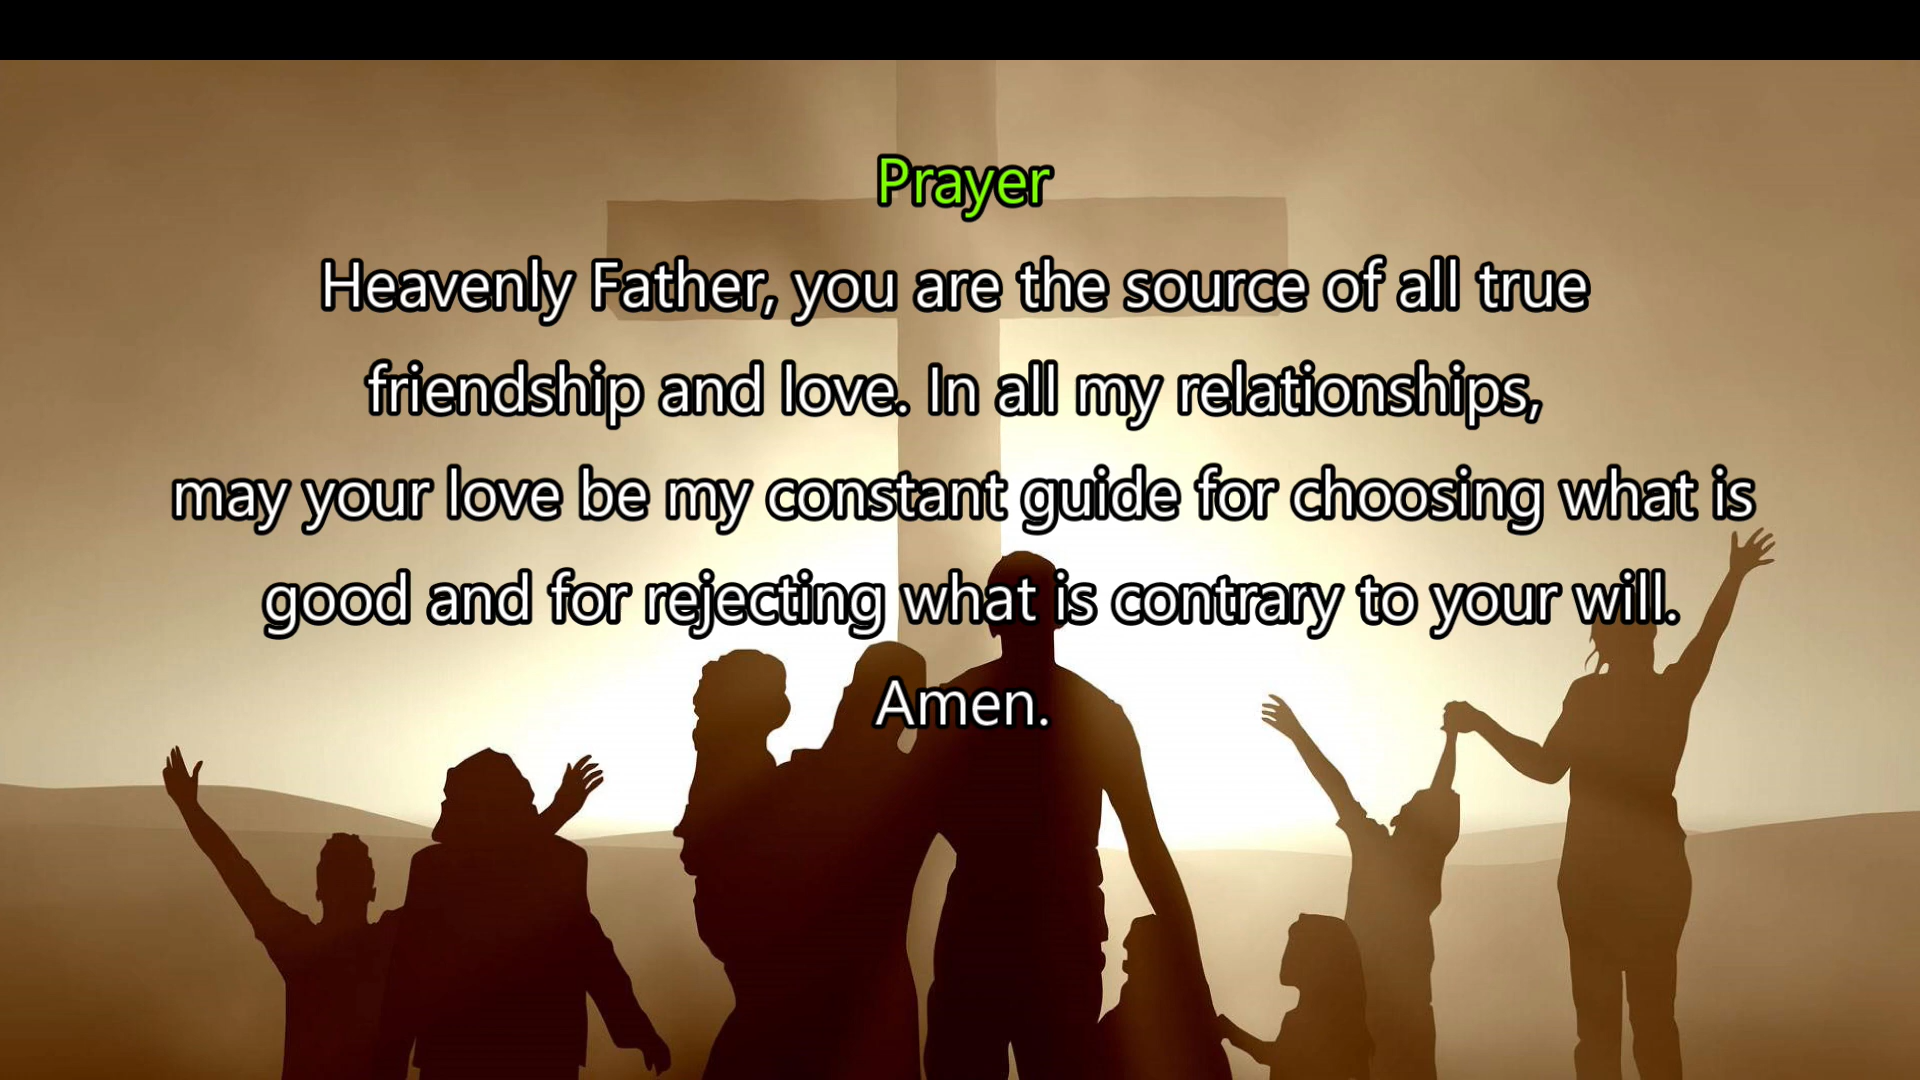 Prayer
Heavenly Father, you are the source of all true
friendship and love. In all my relationships,
may your love be my constant guide for choosing what is
good and for rejecting what is contrary to your will.
Amen.